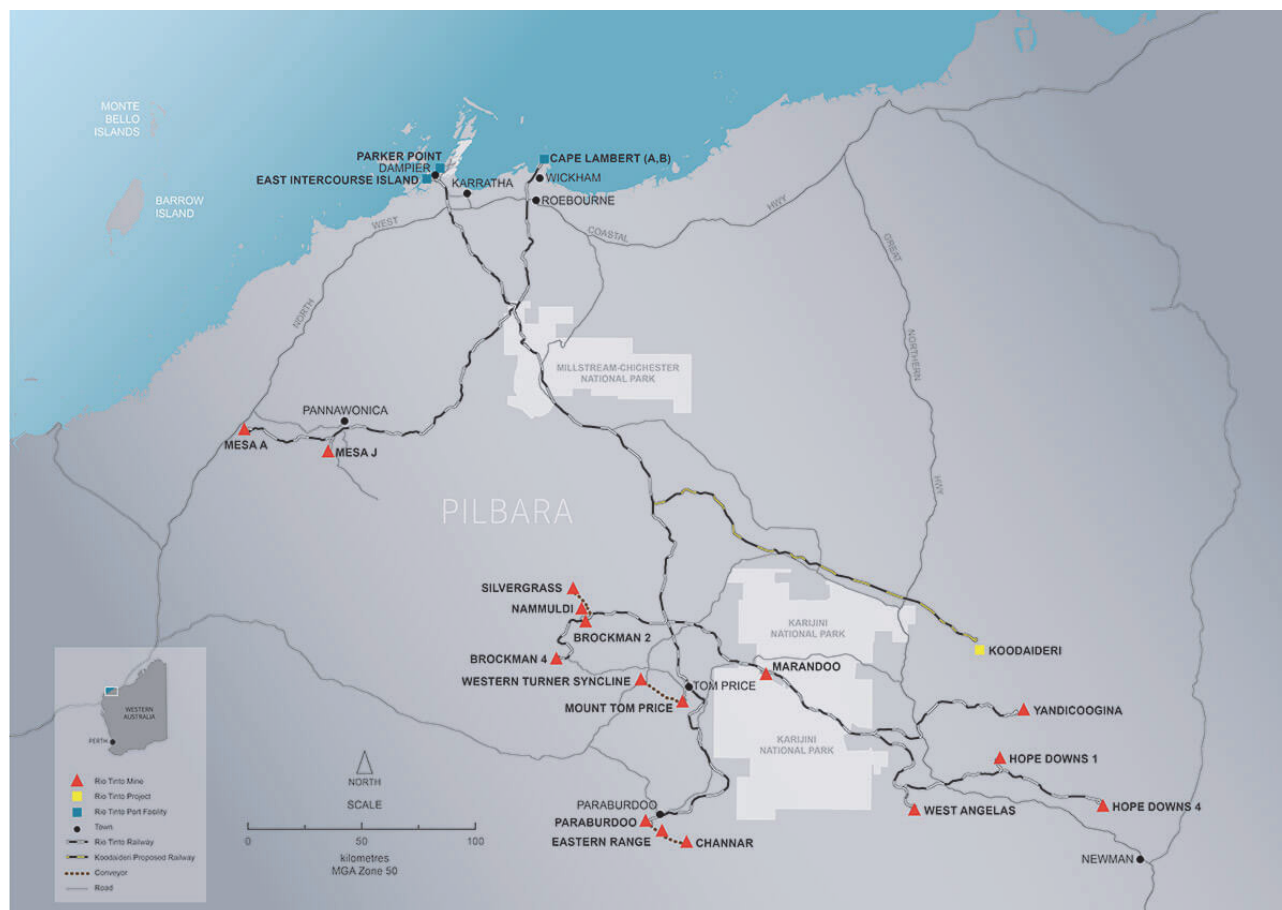 MONTE
BELLO
ISLANDS
BARROW
ISLAND
PARKER POINT
DAMPIER
EAST INTERCOURSE ISLAND
KARRATHA
CAPE LAMBERT (A,B)
WICKHAM
ROEBOURNE
NORTH
WEST
COASTAL
HWY
GREAT
NORTHERN
HWY
MILLSTREAM-CHICHESTER
NATIONAL PARK
PANNAWONICA
MESA A
MESA J
PILBARA
SILVERGRASS
NAMMULDI
BROCKMAN 2
BROCKMAN 4
WESTERN TURNER SYNCLINE
MOUNT TOM PRICE
TOM PRICE
MARANDOO
KARIJINI
NATIONAL PARK
KARIJINI
NATIONAL PARK
KOODAIDERI
YANDICOOGINA
HOPE DOWNS 1
HOPE DOWNS 4
WEST ANGELAS
PARABURDOO
PARABURDOO
EASTERN RANGE
CHANNAR
NEWMAN
WESTERN
AUSTRALIA
PERTH
Rio Tinto Mine
Rio Tinto Project
Rio Tinto Port Facility
Town
Rio Tinto Railway
Koodaideri Proposed Railway
Conveyor
Road
NORTH
SCALE
0 50 100
kilometres
MGA Zone 50